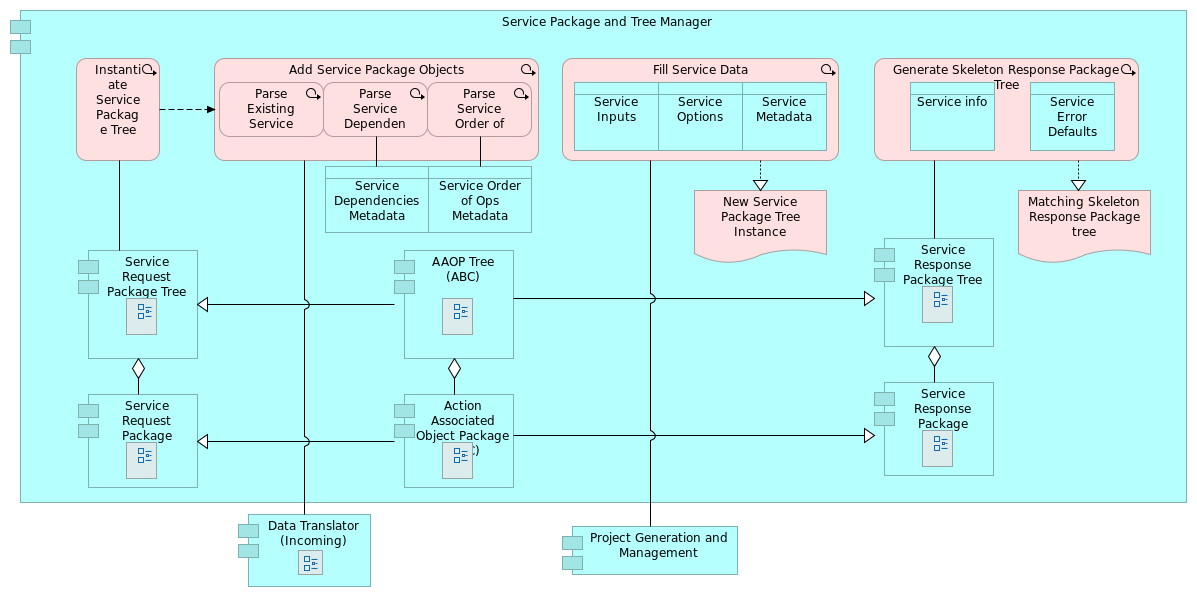 Service Package and Tree Manager
Instanti
ate
Service
Packag
e Tree
Add Service Package Objects
Parse
Existing
Service
Parse
Service
Dependen
Parse
Service
Order of
Service
Dependencies
Metadata
Service Order
of Ops
Metadata
Fill Service Data
Service
Inputs
Service
Options
Service
Metadata
New Service
Package Tree
Instance
Generate Skeleton Response Package
Tree
Service info
Service
Error
Defaults
Matching Skeleton
Response Package
tree
Service
Request
Package Tree
AAOP Tree
(ABC)
Service
Response
Package Tree
Service
Request
Package
Action
Associated
Object Package
C)
Service
Response
Package
Data Translator
(Incoming)
Project Generation and
Management